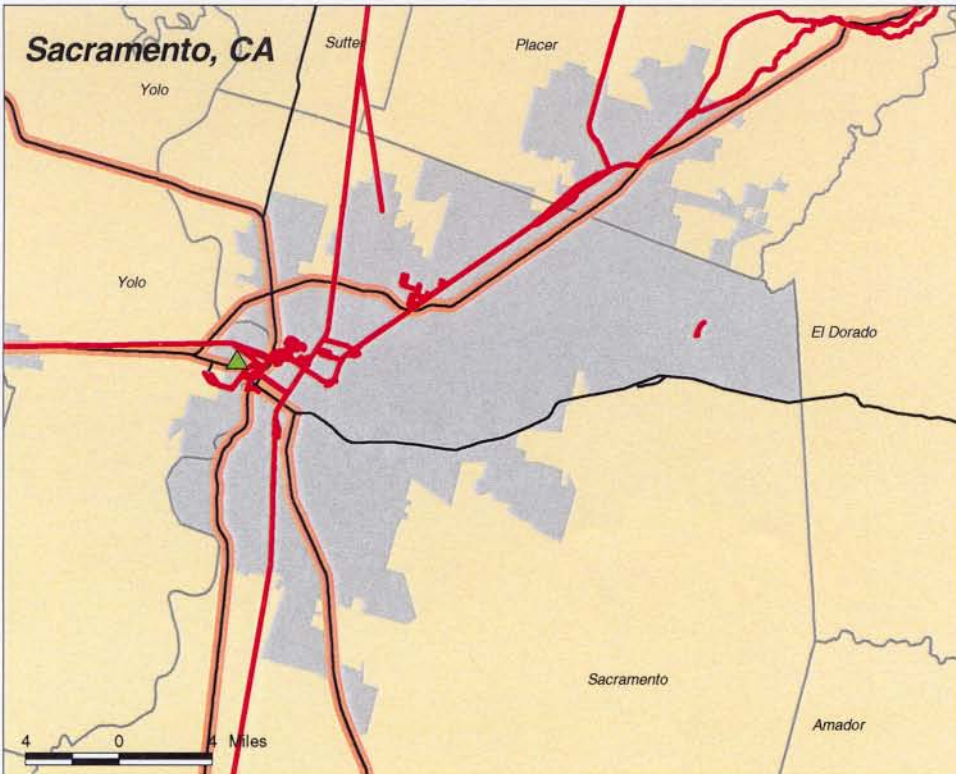 Sacramento, CA
Sutter
Placer
Yolo
Yolo
El Dorado
Sacramento
Amador
4 0 4 Miles